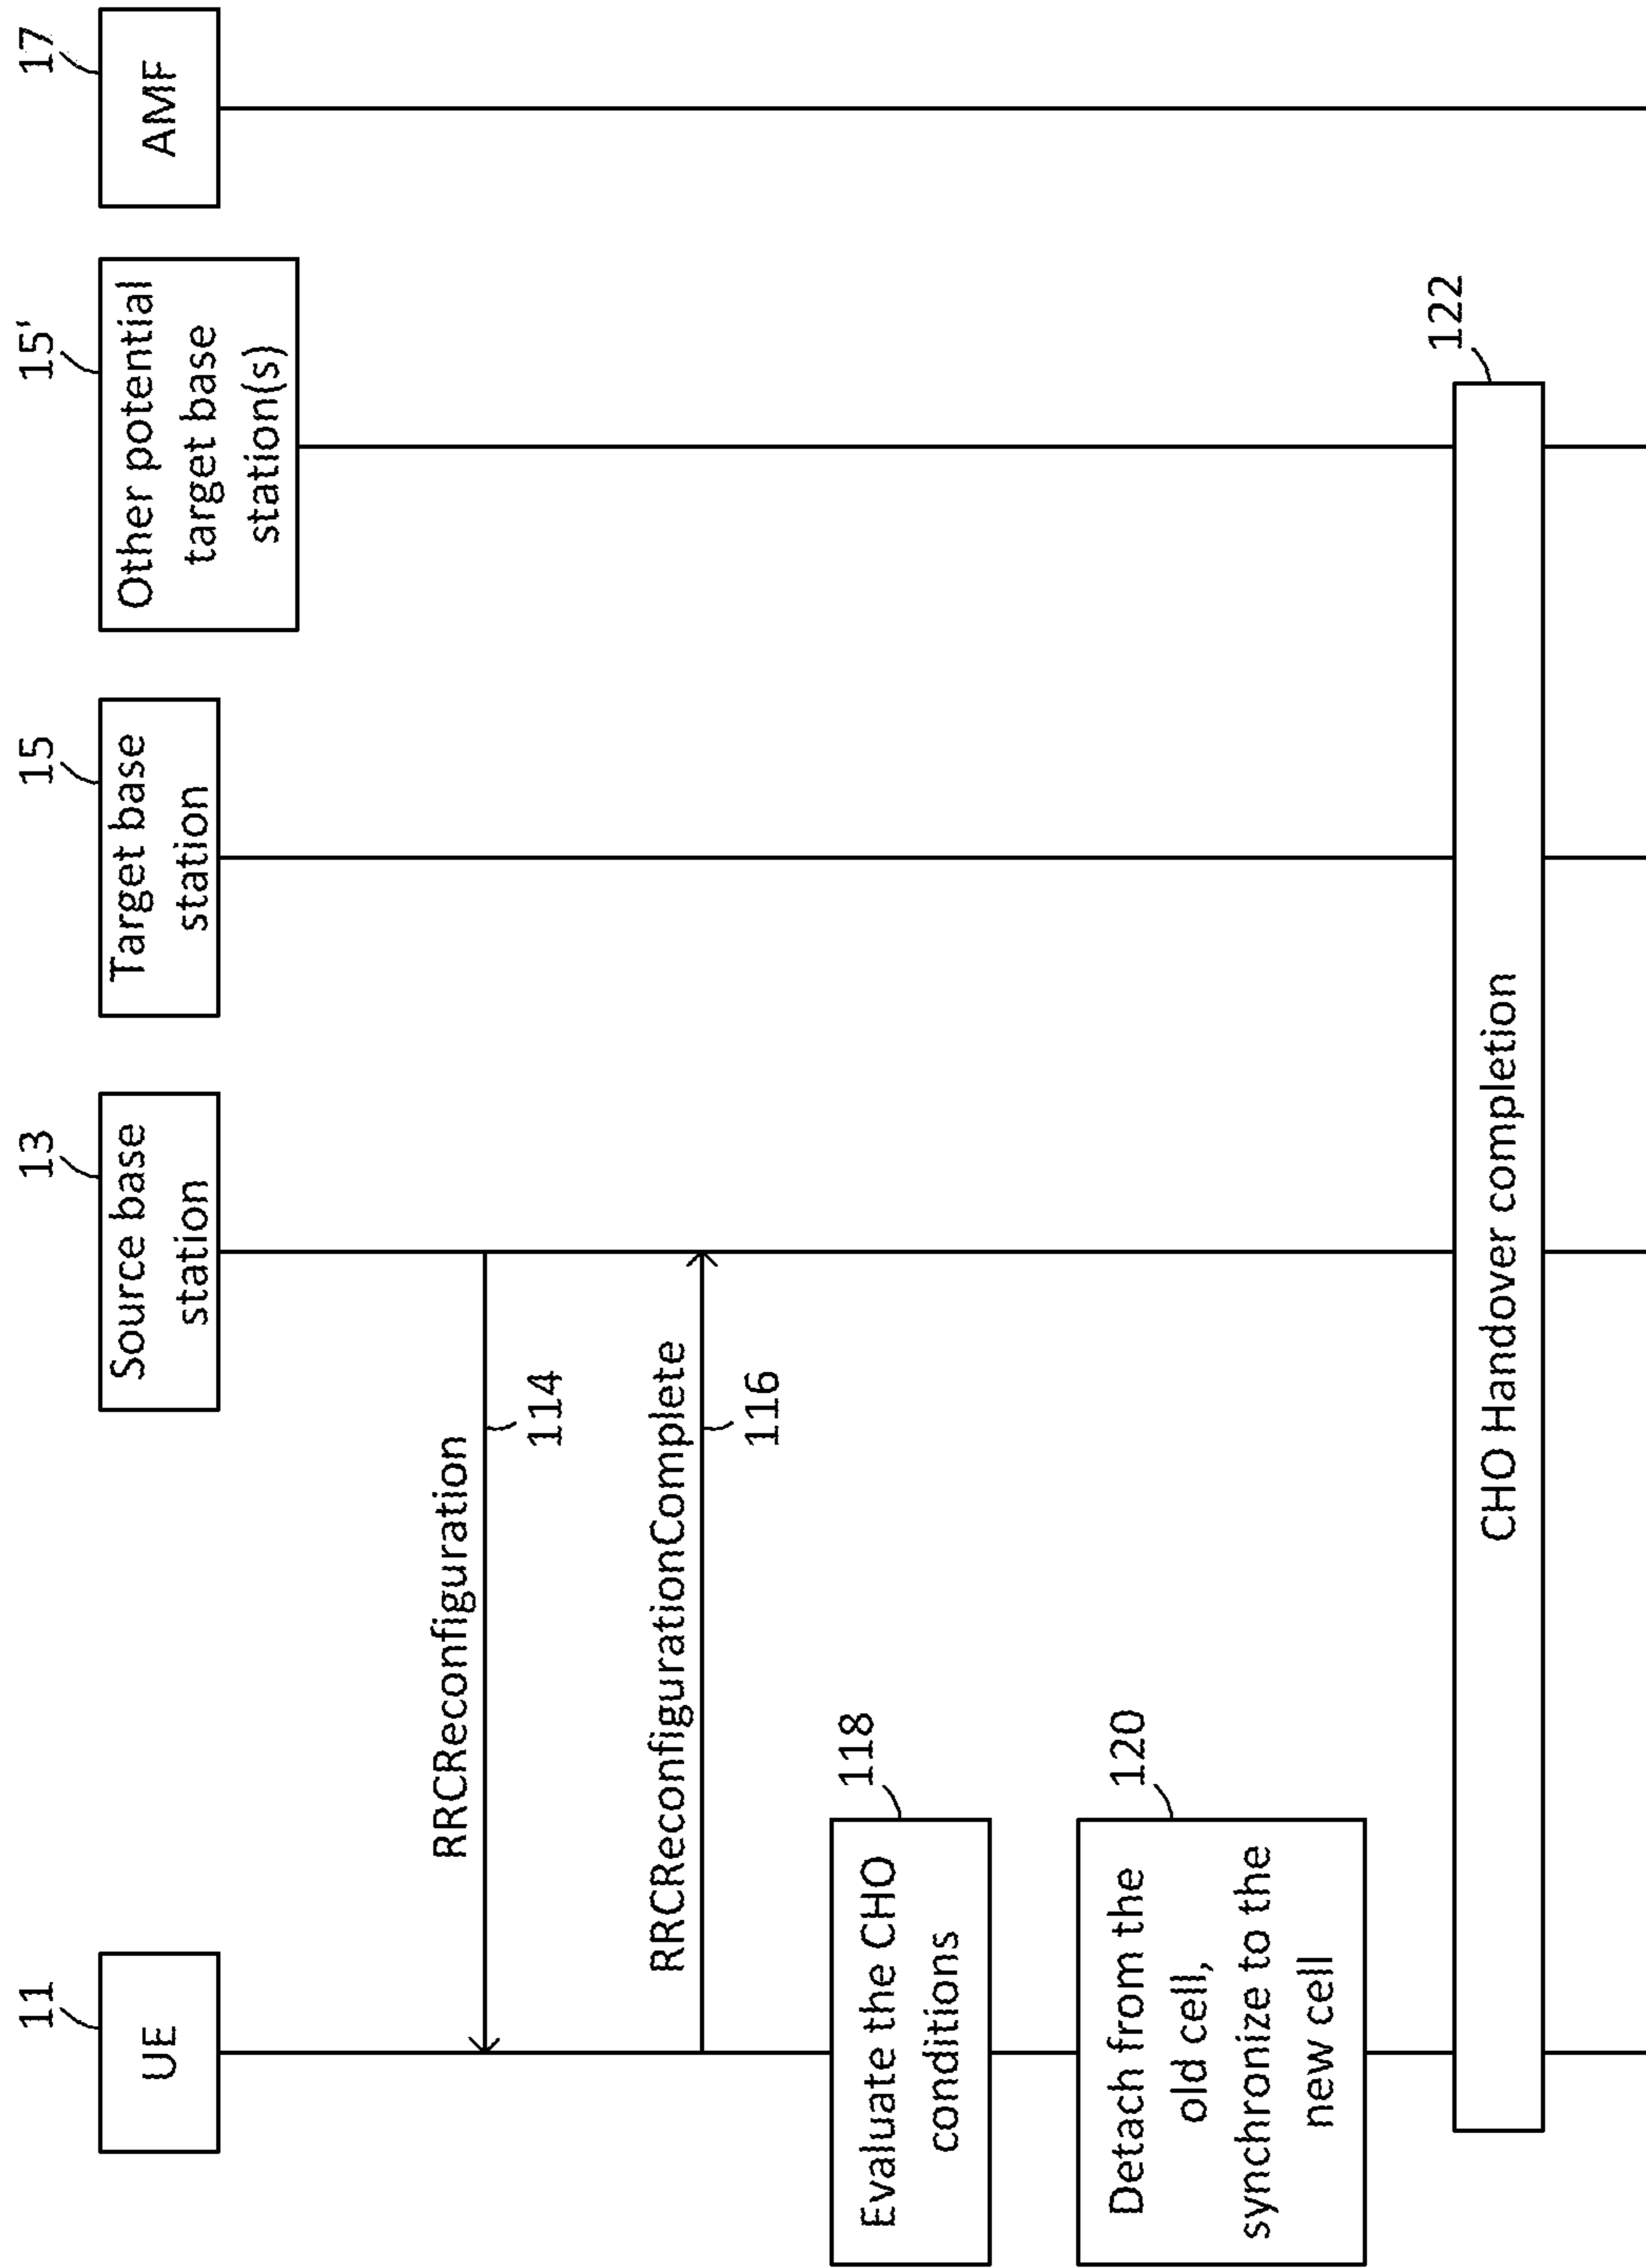 11
UE
13
Source base
station
15
Target base
station
15'
Other potential
target base
station(s)
17
AMF
RRCReconfiguration
114
RRCReconfigurationComplete
116
118
Evaluate the CHO
conditions
120
Detach from the
old cell,
synchronize to the
new cell
122
CHO Handover completion